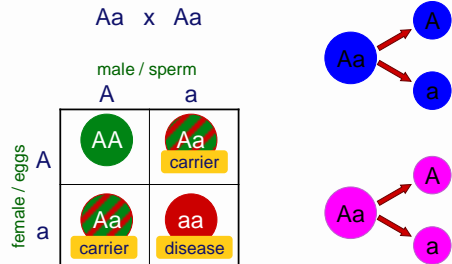 Aa x Aa
male / sperm
A a
female / eggs
A
AA
Aa
carrier
a
Aa
carrier
aa
disease
Aa
A
a
Aa
A
a